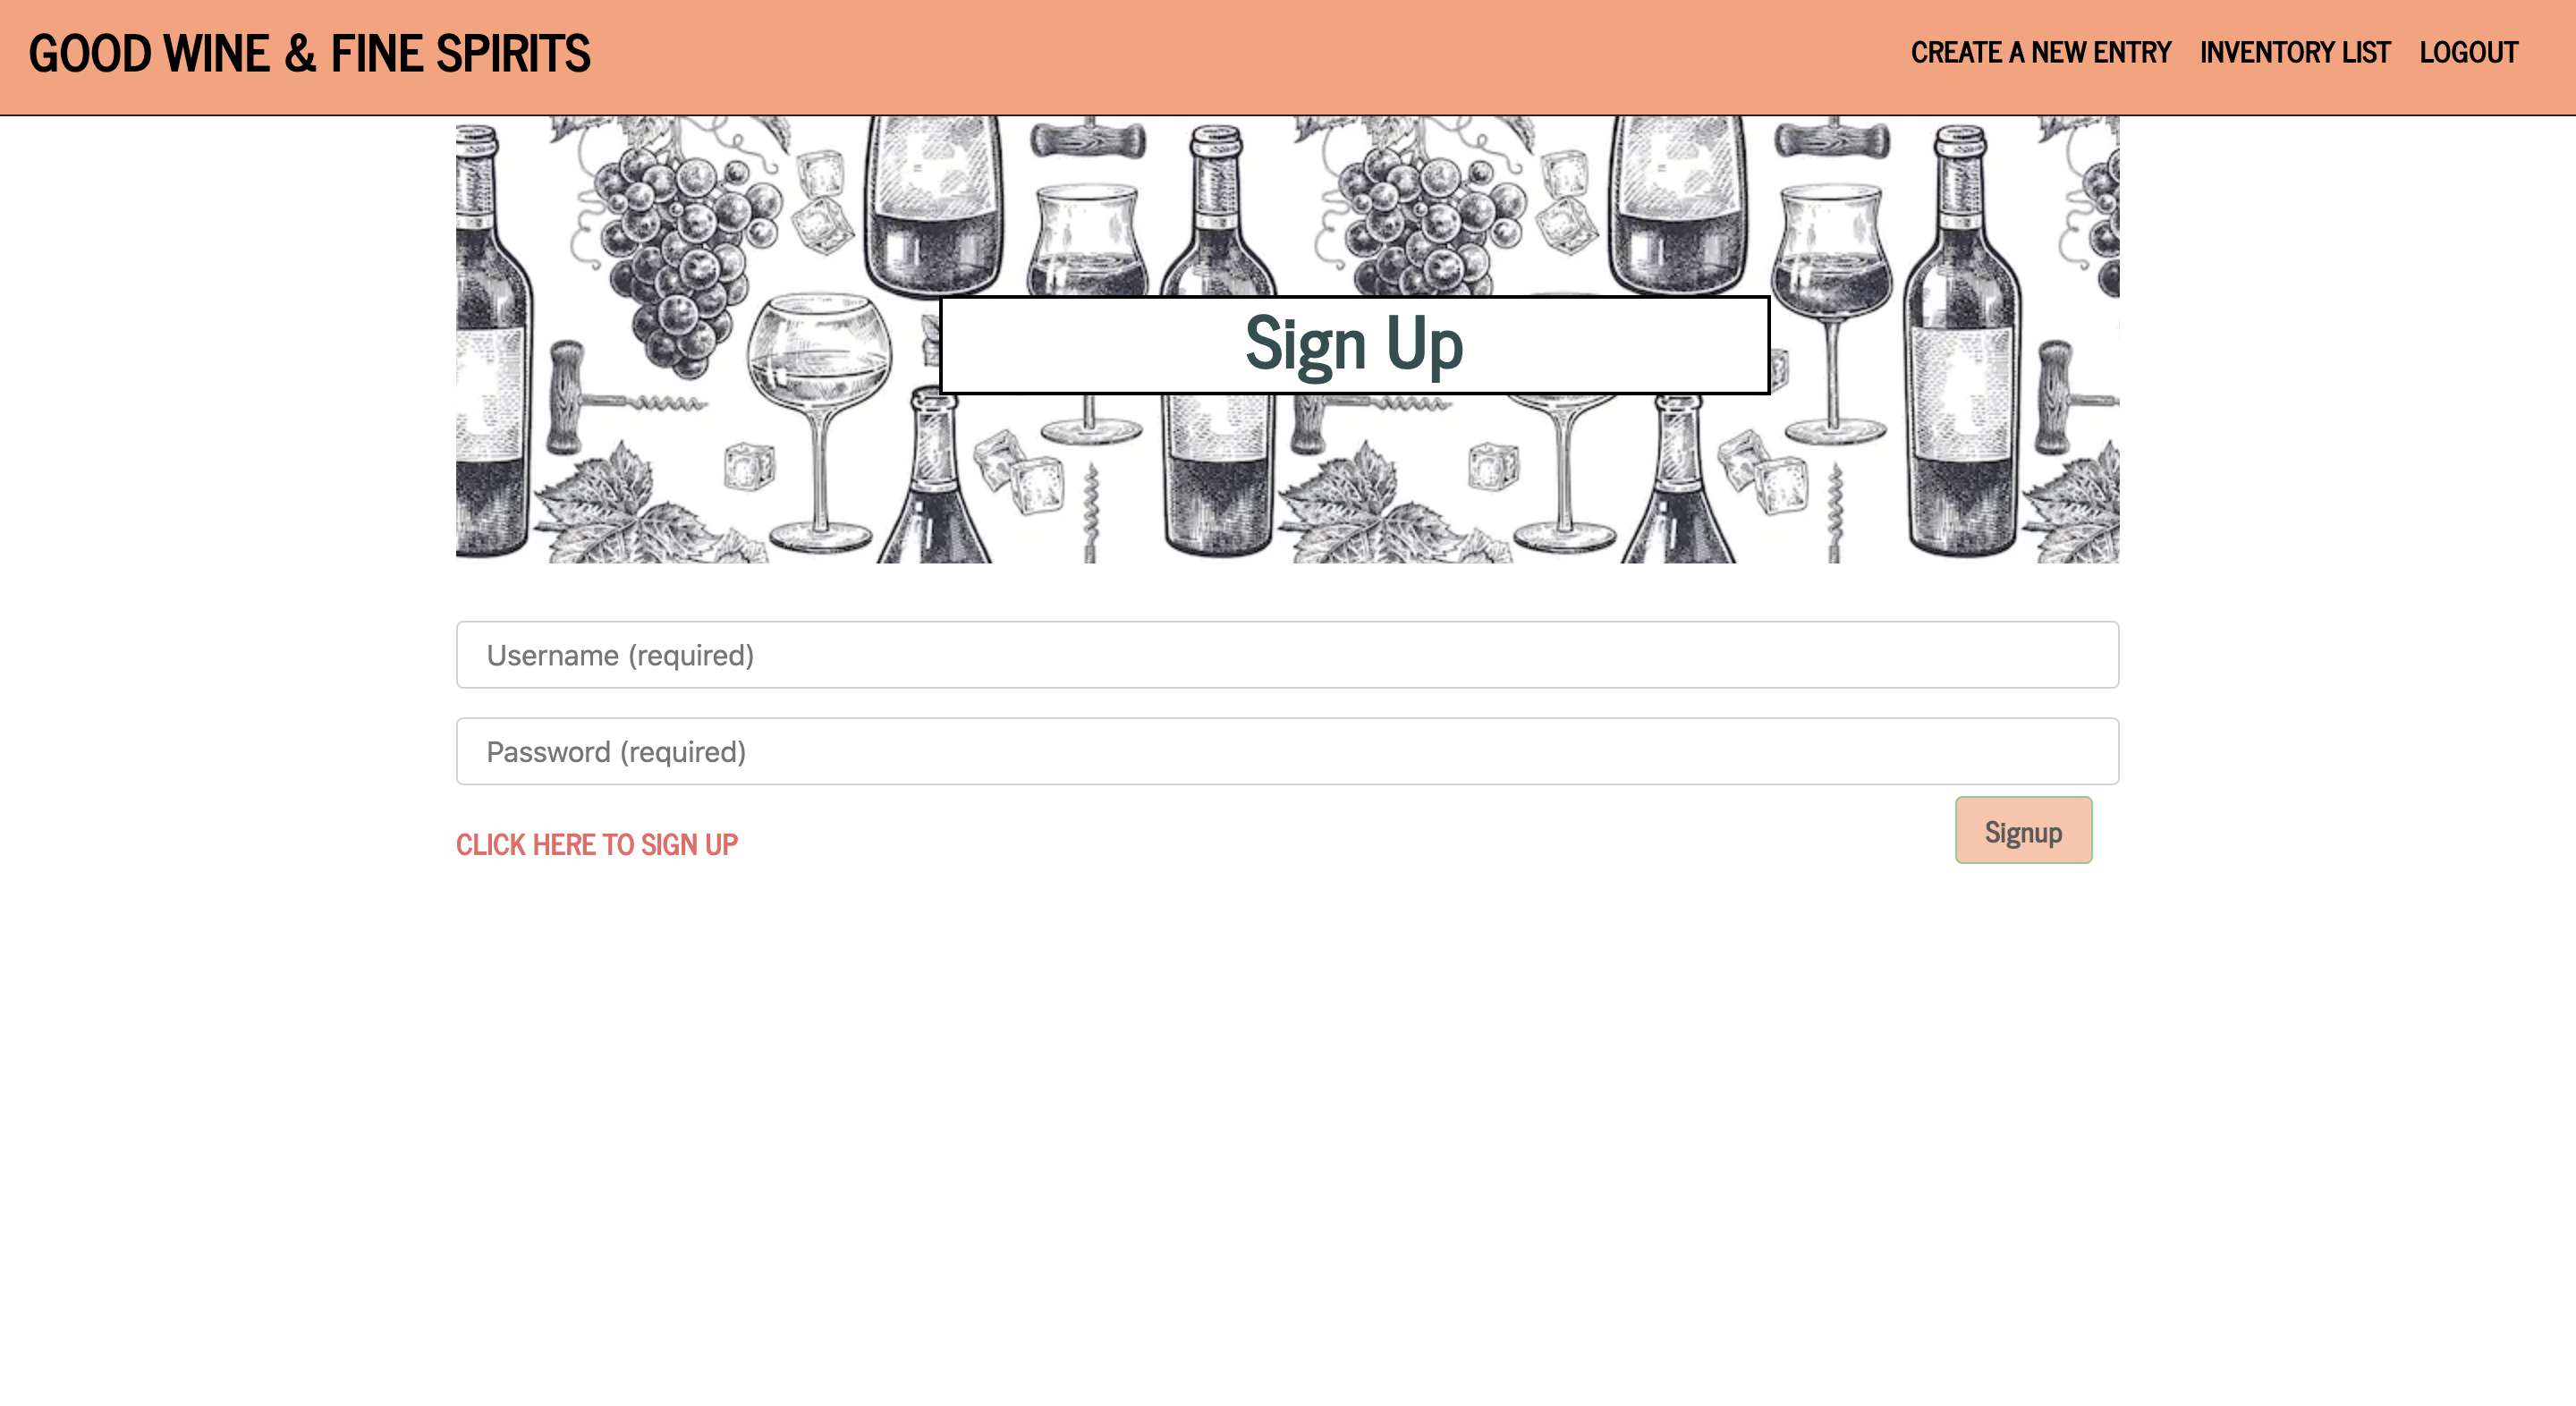 GOOD WINE & FINE SPIRITS
CREATE A NEW ENTRY INVENTORY LIST LOGOUT
Sign Up
Username (required)
Password (required)
CLICK HERE TO SIGN UP
Signup